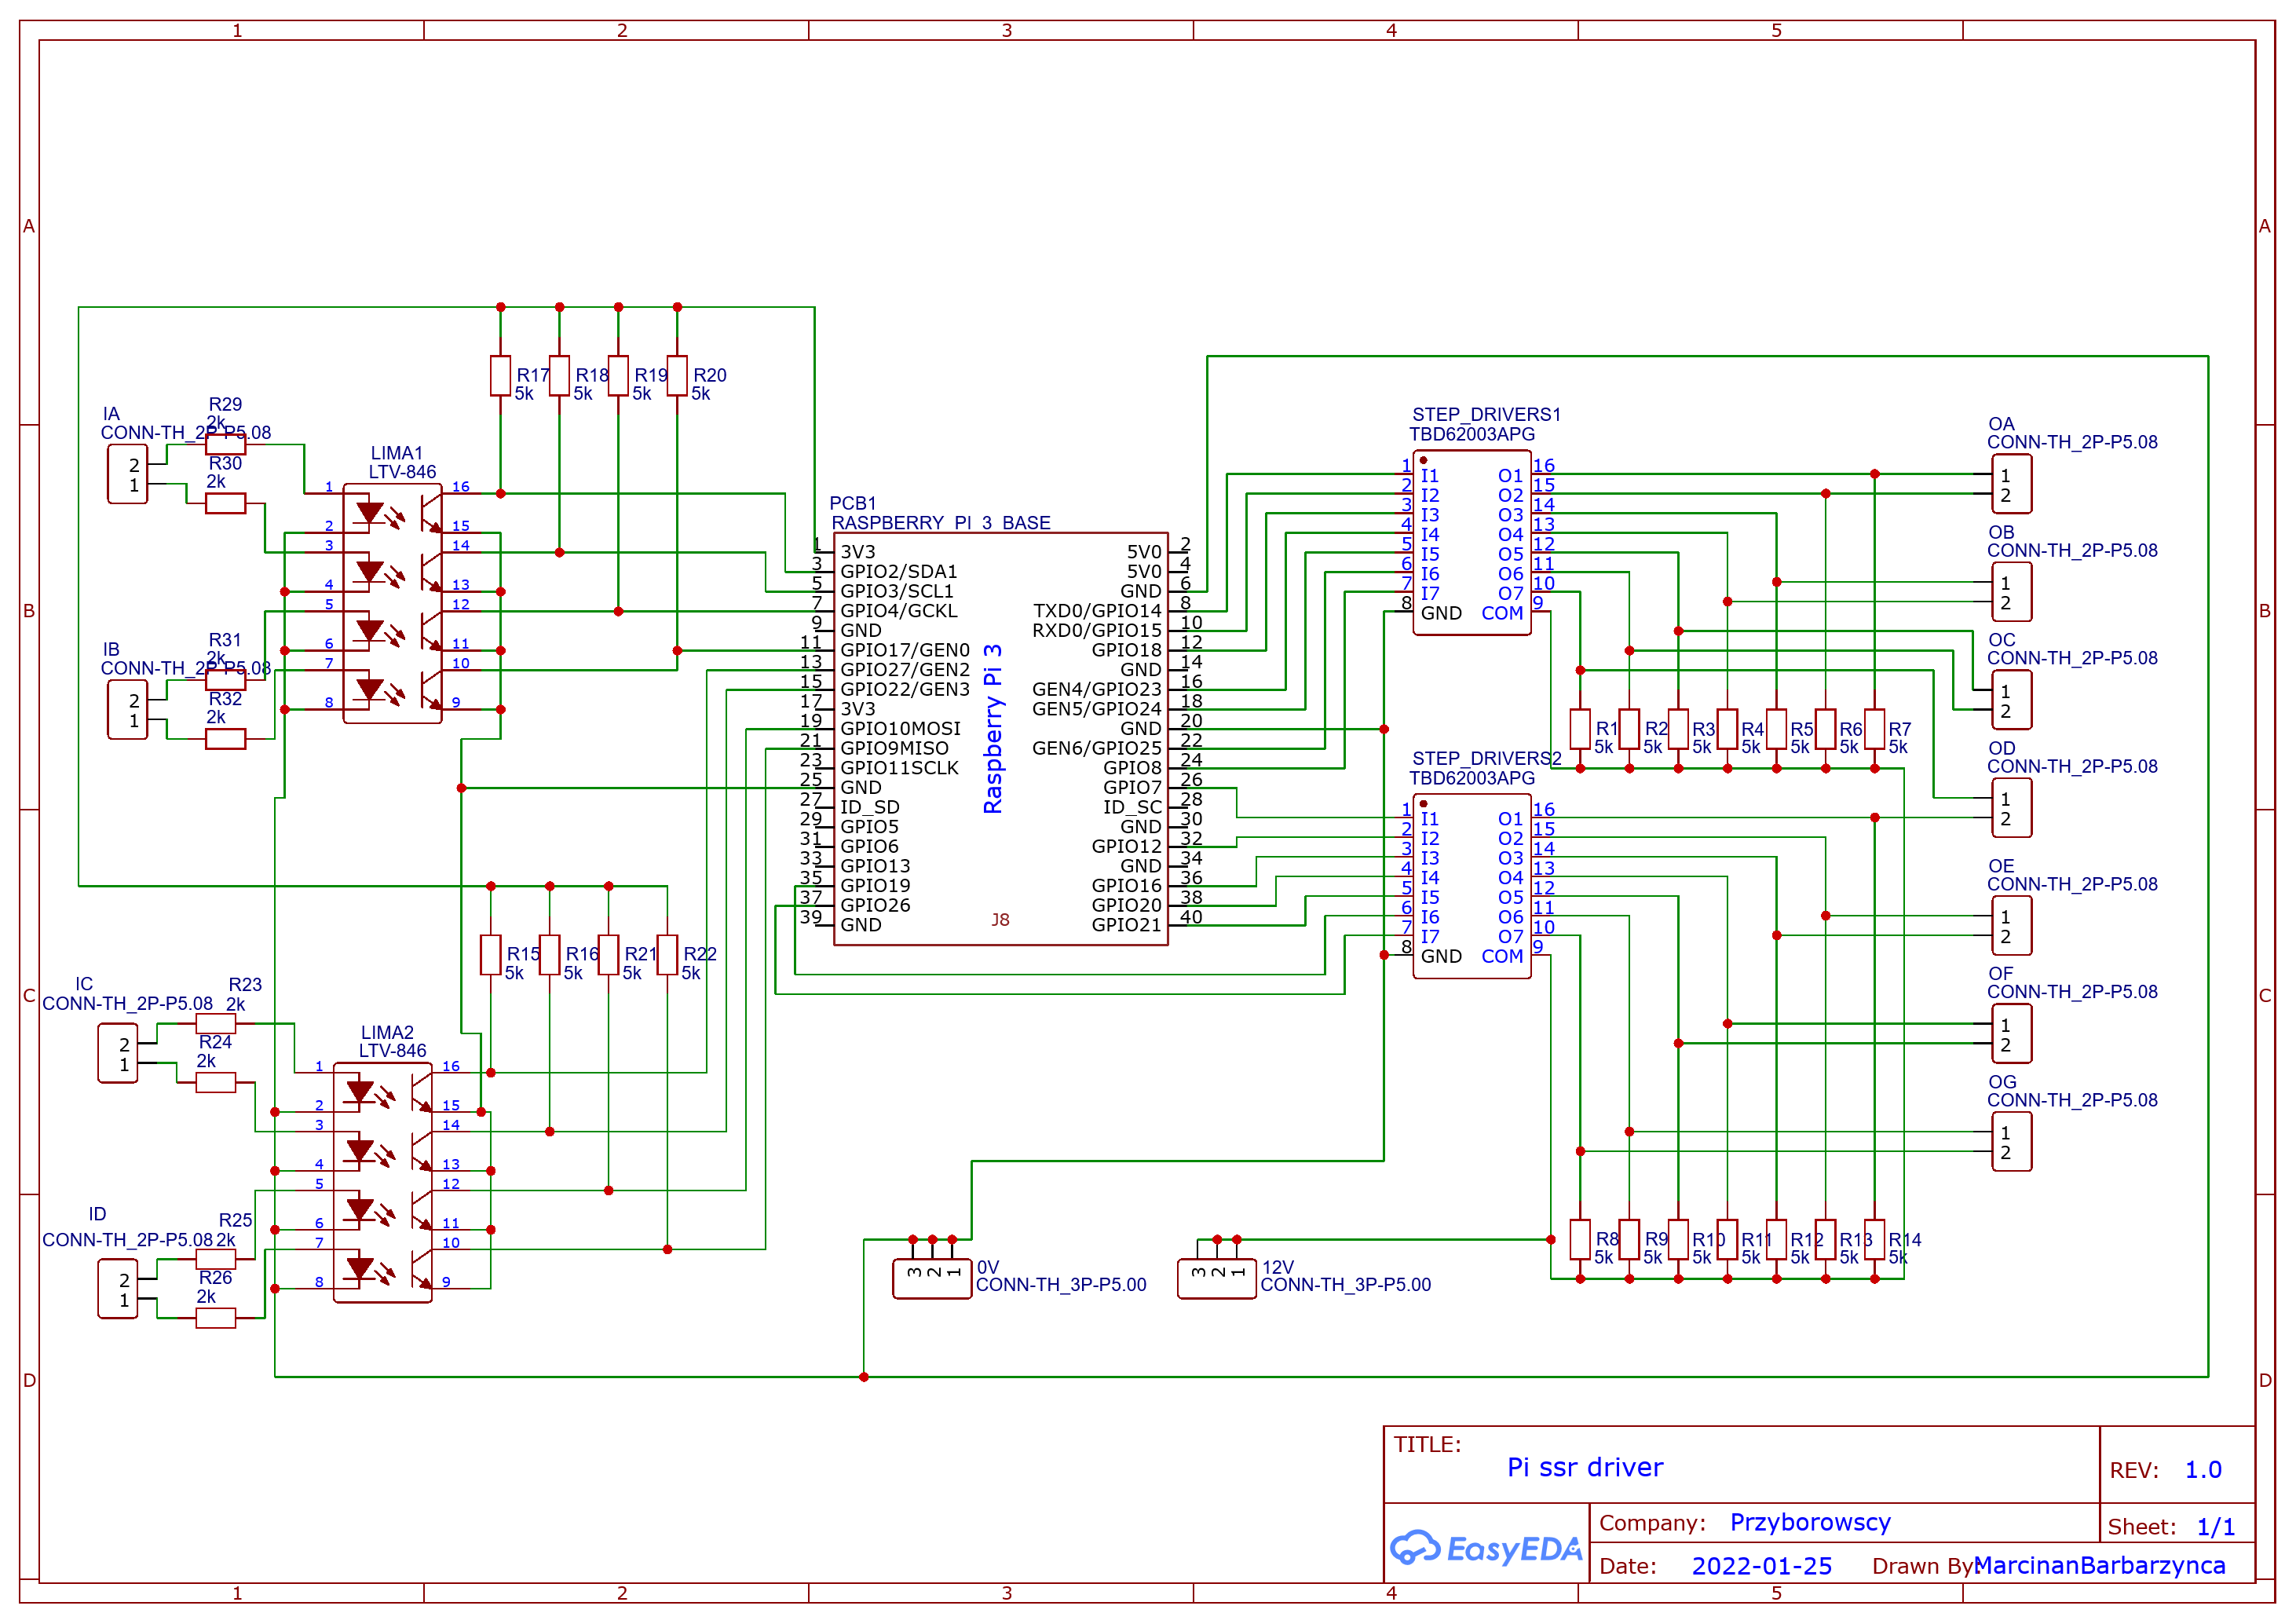 1 2 3 4 5
A
B
C
D
A
B
C
D
1 2 3 4 5
R17
5k
R18
5k
R19
5k
R20
5k
IA
CONN-TH_2P-P5.08
2
1
R29
2k
R30
2k
LIMA1
LTV-846
1
2
3
4
5
6
7
8
16
15
14
13
12
11
10
9
IB
CONN-TH_2P-P5.08
2
1
R31
2k
R32
2k
PCB1
RASPBERRY PI 3 BASE
Raspberry Pi 3
J8
1 3V3
3 GPIO2/SDA1
5 GPIO3/SCL1
7 GPIO4/GCKL
9 GND
11 GPIO17/GEN0
13 GPIO27/GEN2
15 GPIO22/GEN3
17 3V3
19 GPIO10MOSI
21 GPIO9MISO
23 GPIO11SCLK
25 GND
27 ID_SD
29 GPIO5
31 GPIO6
33 GPIO13
35 GPIO19
37 GPIO26
39 GND
5V0 2
5V0 4
GND 6
TXD0/GPIO14 8
RXD0/GPIO15 10
GPIO18 12
GND 14
GEN4/GPIO23 16
GEN5/GPIO24 18
GND 20
GEN6/GPIO25 22
GPIO8 24
GPIO7 26
ID_SC 28
GND 30
GPIO12 32
GND 34
GPIO16 36
GPIO20 38
GPIO21 40
STEP_DRIVERS1
TBD62003APG
1 I1 O1 16
2 I2 O2 15
3 I3 O3 14
4 I4 O4 13
5 I5 O5 12
6 I6 O6 11
7 I7 O7 10
8 GND COM 9
STEP_DRIVERS2
TBD62003APG
1 I1 O1 16
2 I2 O2 15
3 I3 O3 14
4 I4 O4 13
5 I5 O5 12
6 I6 O6 11
7 I7 O7 10
8 GND COM 9
R1
5k
R2
5k
R3
5k
R4
5k
R5
5k
R6
5k
R7
5k
OA
CONN-TH_2P-P5.08
1
2
OB
CONN-TH_2P-P5.08
1
2
OC
CONN-TH_2P-P5.08
1
2
OD
CONN-TH_2P-P5.08
1
2
OE
CONN-TH_2P-P5.08
1
2
OF
CONN-TH_2P-P5.08
1
2
OG
CONN-TH_2P-P5.08
1
2
R15
5k
R16
5k
R21
5k
R22
5k
IC
CONN-TH_2P-P5.08
2
1
R23
2k
R24
2k
LIMA2
LTV-846
1
2
3
4
5
6
7
8
16
15
14
13
12
11
10
9
ID
CONN-TH_2P-P5.08
2
1
R25
2k
R26
2k
3 2 1
0V
CONN-TH_3P-P5.00
3 2 1
12V
CONN-TH_3P-P5.00
R8
5k
R9
5k
R10
5k
R11
5k
R12
5k
R13
5k
R14
5k
TITLE:
Pi ssr driver
REV: 1.0
EasyEDA
Company: Przyborowscy
Sheet: 1/1
Date: 2022-01-25
Drawn By: MarcinanBarbarzynca